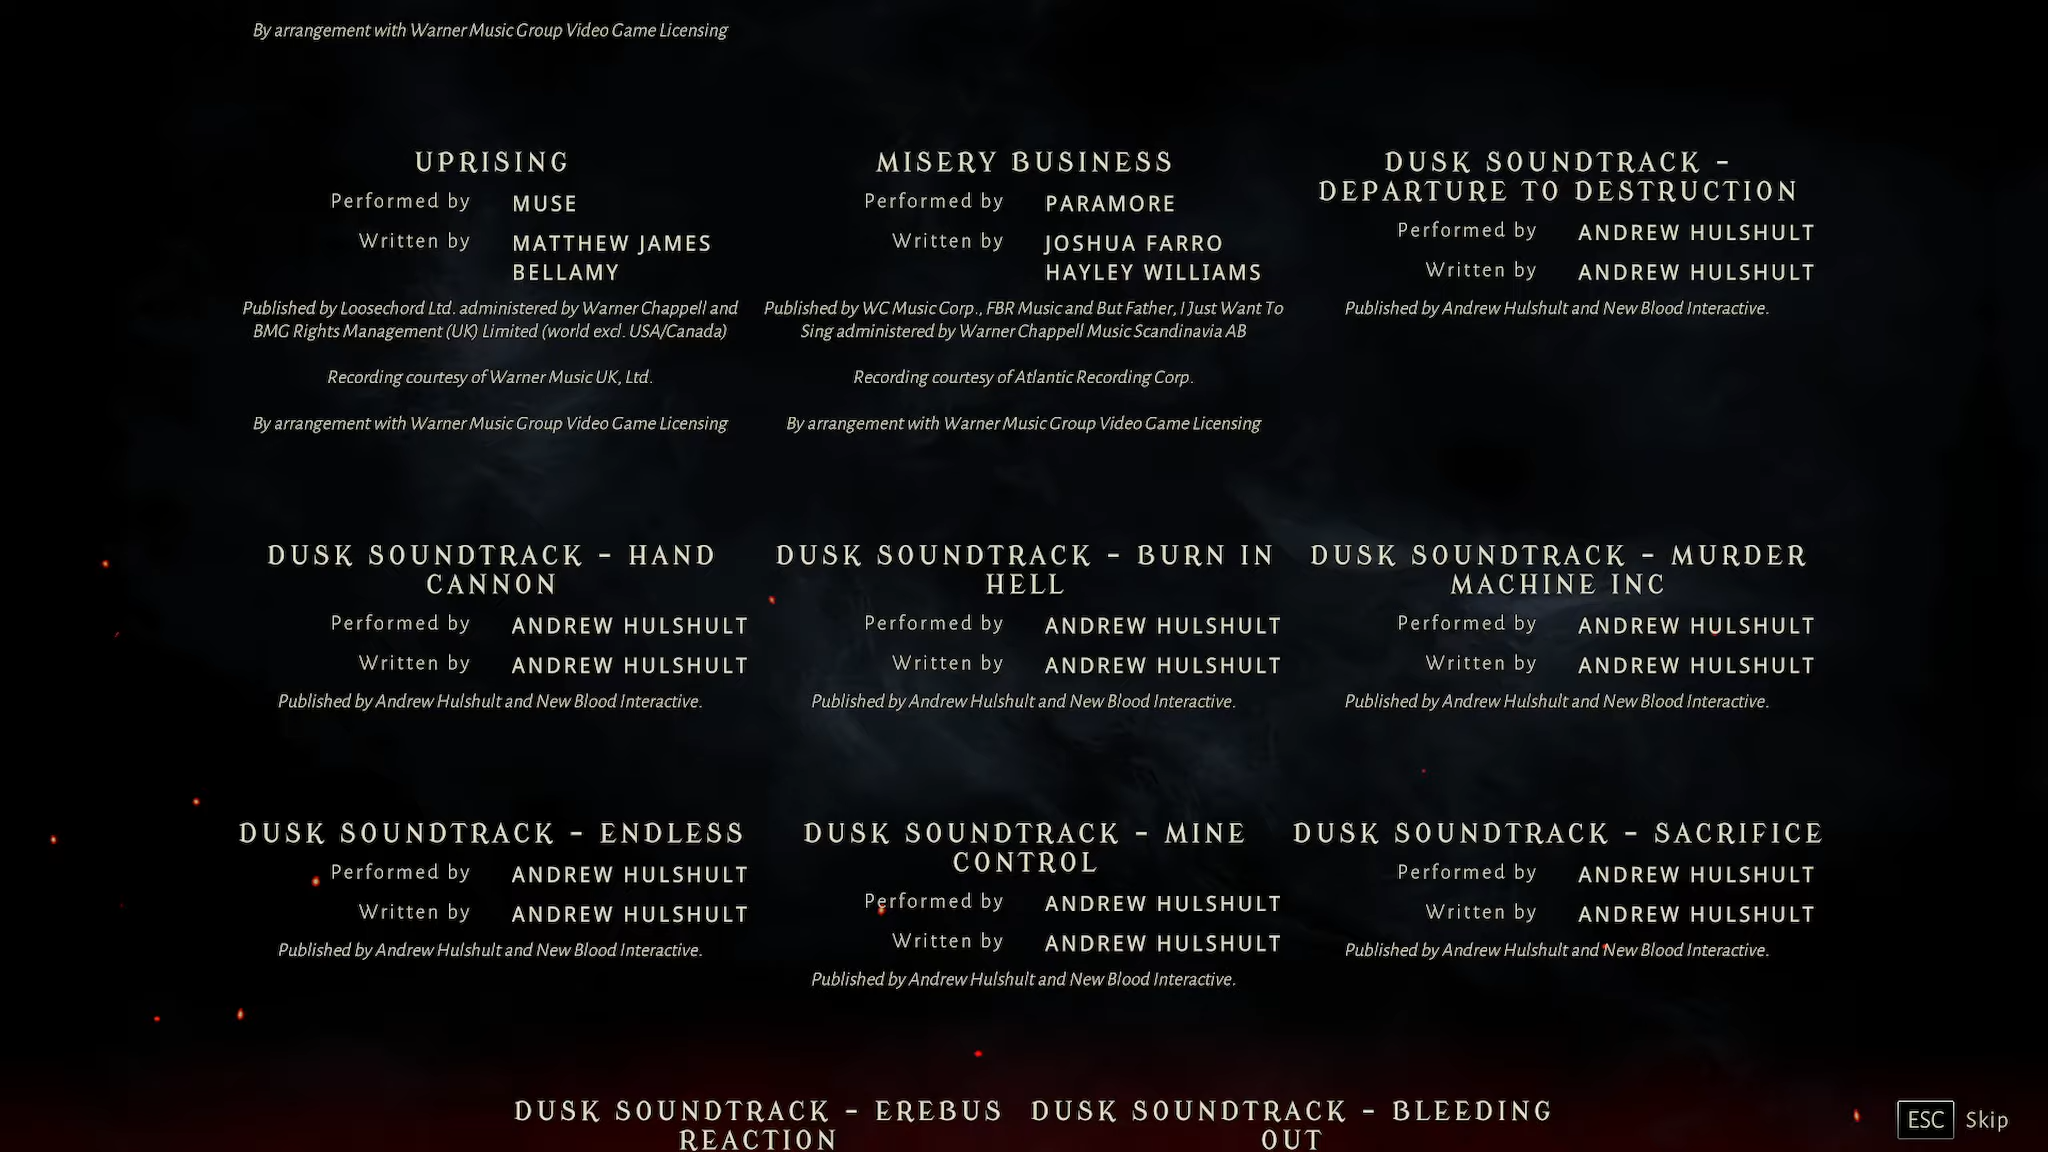 By arrangement with Warner Music Group Video Game Licensing
UPRISING
Performed by MUSE
Written by MATTHEW JAMES
BELLAMY
Published by Loosechord Ltd. administered by Warner Chappell and
BMG Rights Management (UK) Limited (world excl. USA/Canada)
Recording courtesy of Warner Music UK, Ltd.
By arrangement with Warner Music Group Video Game Licensing
MISERY BUSINESS
Performed by PARAMORE
Written by JOSHUA FARRO
HAYLEY WILLIAMS
Published by WC Music Corp., FBR Music and But Father, I Just Want To
Sing administered by Warner Chappell Music Scandinavia AB
Recording courtesy of Atlantic Recording Corp.
By arrangement with Warner Music Group Video Game Licensing
DUSK SOUNDTRACK -
DEPARTURE TO DESTRUCTION
Performed by ANDREW HULSHULT
Written by ANDREW HULSHULT
Published by Andrew Hulshult and New Blood Interactive.
DUSK SOUNDTRACK - HAND
CANNON
Performed by ANDREW HULSHULT
Written by ANDREW HULSHULT
Published by Andrew Hulshult and New Blood Interactive.
DUSK SOUNDTRACK - BURN IN
HELL
Performed by ANDREW HULSHULT
Written by ANDREW HULSHULT
Published by Andrew Hulshult and New Blood Interactive.
DUSK SOUNDTRACK - MURDER
MACHINE INC
Performed by ANDREW HULSHULT
Written by ANDREW HULSHULT
Published by Andrew Hulshult and New Blood Interactive.
DUSK SOUNDTRACK - ENDLESS
Performed by ANDREW HULSHULT
Written by ANDREW HULSHULT
Published by Andrew Hulshult and New Blood Interactive.
DUSK SOUNDTRACK - MINE
CONTROL
Performed by ANDREW HULSHULT
Written by ANDREW HULSHULT
Published by Andrew Hulshult and New Blood Interactive.
DUSK SOUNDTRACK - SACRIFICE
Performed by ANDREW HULSHULT
Written by ANDREW HULSHULT
Published by Andrew Hulshult and New Blood Interactive.
DUSK SOUNDTRACK - EREBUS
REACTION
DUSK SOUNDTRACK - BLEEDING
OUT
ESC Skip